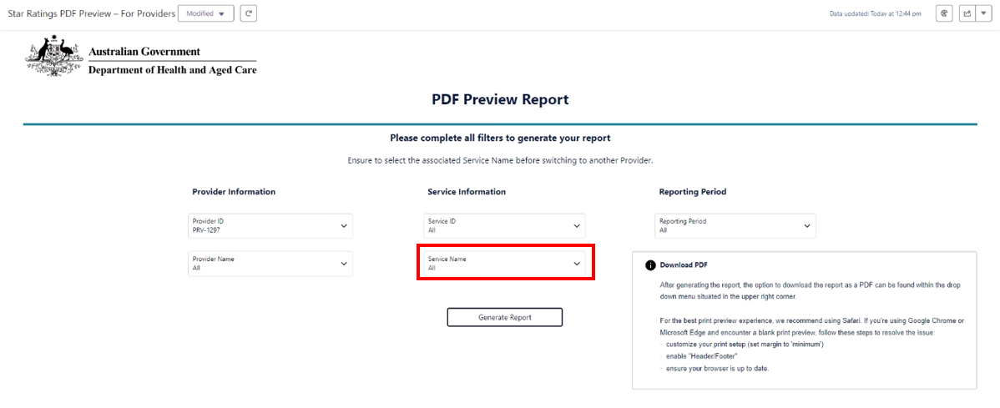 Star Ratings PDF Preview – For Providers
Modified
Data updated: Today at 12:44 pm
Australian Government
Department of Health and Aged Care
PDF Preview Report
Please complete all filters to generate your report
Ensure to select the associated Service Name before switching to another Provider.
Provider Information
Service Information
Reporting Period
Provider ID
PRV-1297
Service ID
All
Reporting Period
All
Provider Name
All
Service Name
All
Generate Report
Download PDF
After generating the report, the option to download the report as a PDF can be found within the drop
down menu situated in the upper right corner.
For the best print preview experience, we recommend using Safari. If you're using Google Chrome or
Microsoft Edge and encounter a blank print preview, follow these steps to resolve the issue:
· customize your print setup (set margin to 'minimum')
· enable "Header/Footer"
· ensure your browser is up to date.